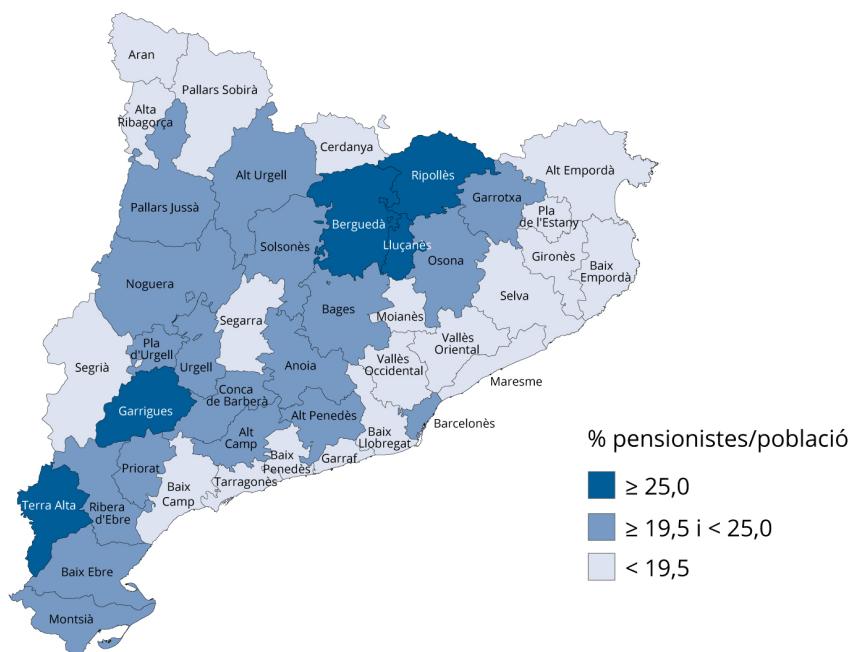 Aran
Pallars Sobirà
Alta
Ribagorça
Cerdanya
Ripollès
Alt Empordà
Alt Urgell
Garrotxa
Pallars Jussà
Pla
de l'Estany
Berguedà
Solsonès
Lluçanès
Gironès
Osona
Baix
Empordà
Noguera
Selva
Bages
Moianès
Segarra
Pla
d'Urgell
Vallès
Oriental
Segrià
Urgell
Anoia
Vallès
Occidental
Maresme
Conca
de Barberà
Garrigues
Alt Penedès
Barcelonès
Alt
Camp
Baix
Llobregat
Baix
Penedès
Garraf
Priorat
Tarragonès
Baix
Camp
Terra Alta
Ribera
d'Ebre
Baix Ebre
Montsià
% pensionistes/població
≥ 25,0
≥ 19,5 i < 25,0
< 19,5